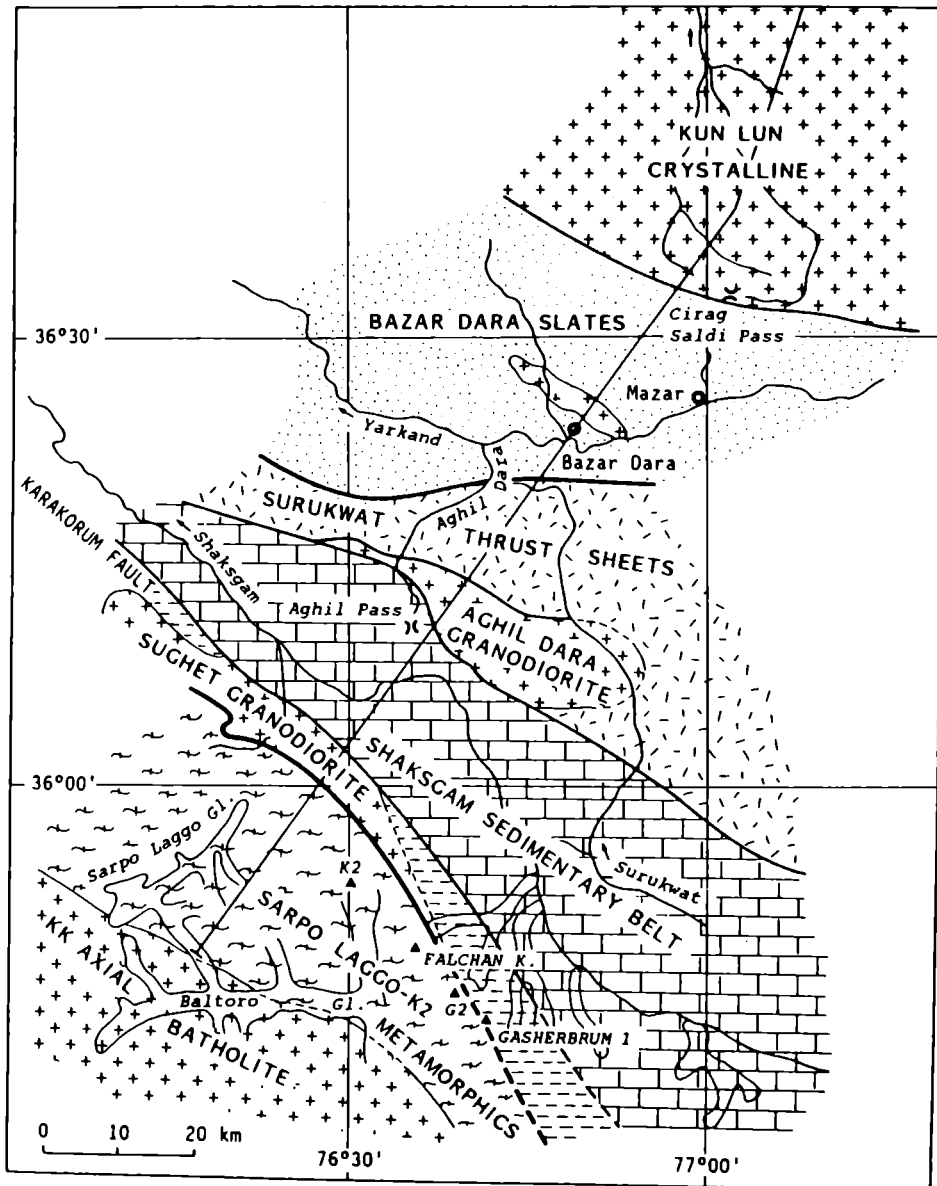 KUN LUN
CRYSTALLINE
Cirag
Saldi Pass
BAZAR DARA SLATES
36°30'
Mazar
Yarkand
Bazar Dara
Aghil Dara
SURUKWAT THRUST SHEETS
KARAKORUM FAULT
Shaksgam
Aghil Pass
AGHIL DARA
GRANODIORITE
SUGHET GRANODIORITE
36°00'
SHAKSGAM SEDIMENTARY BELT
Sarpo Laggo Gl.
K2
Surukwat
SARPO LAGGO-K2
METAMORPHICS
KK AXIAL
BATHOLITE
FALCHAN K.
Baltoro Gl.
G2
GASHERBRUM 1
0 10 20 km
76°30'
77°00'